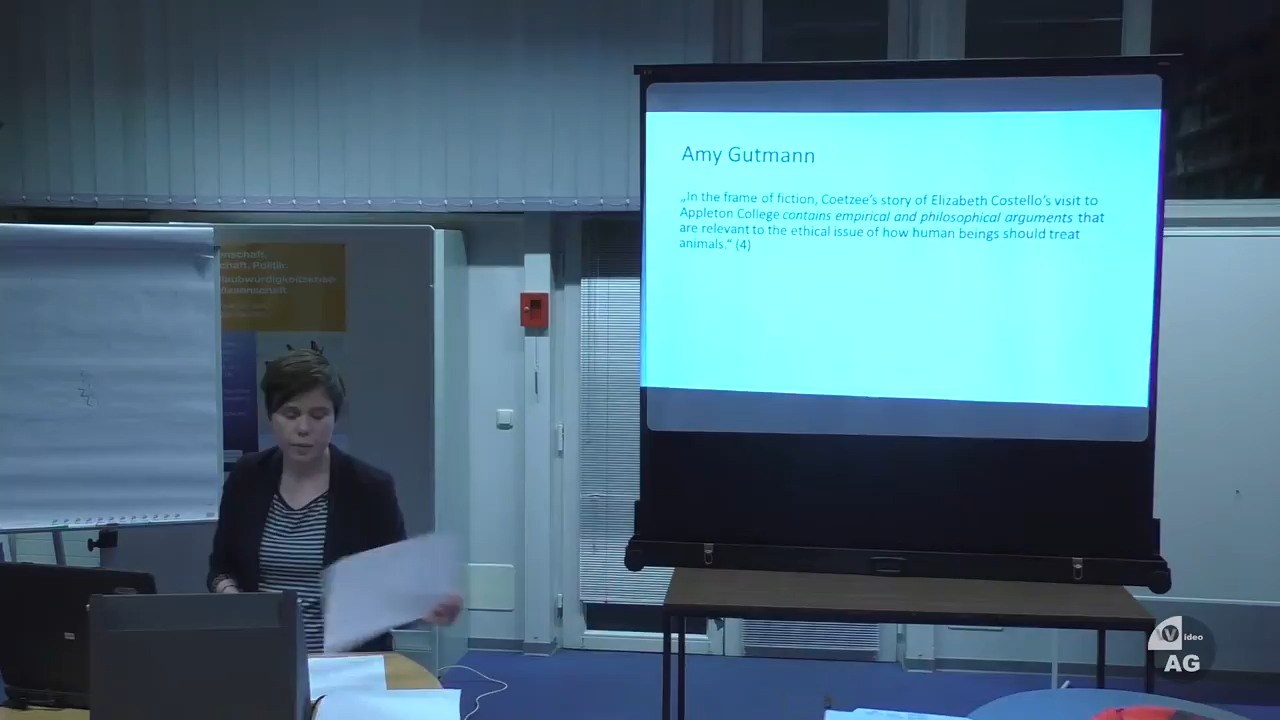 Amy Gutmann
„In the frame of fiction, Coetzee's story of Elizabeth Costello's visit to
Appleton College contains empirical and philosophical arguments that
are relevant to the ethical issue of how human beings should treat
animals.“ (4)
Video
AG